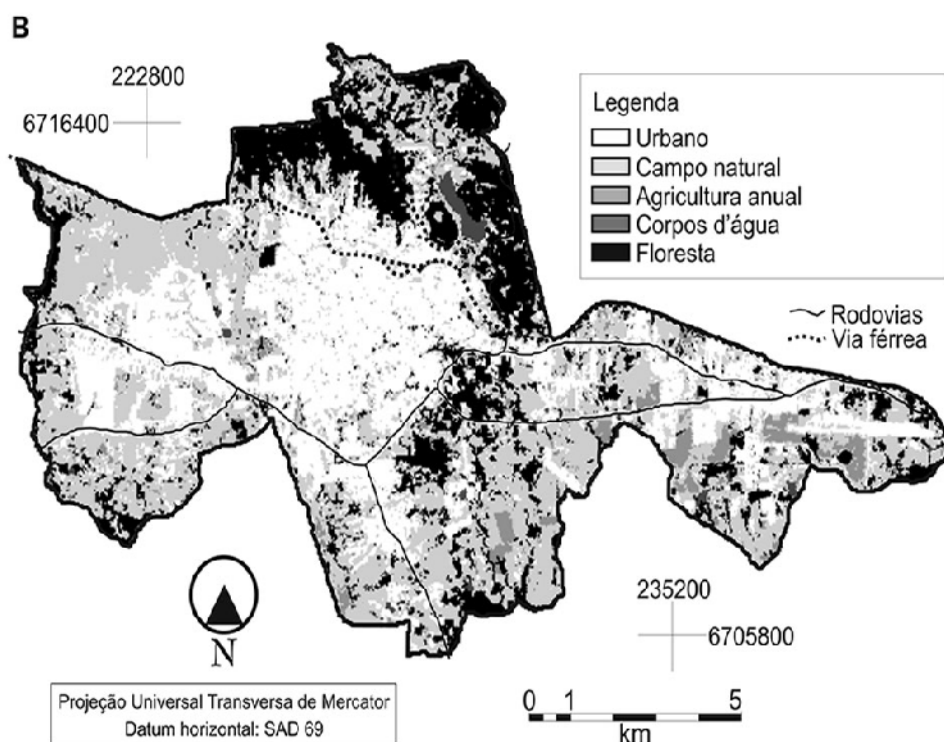 B
222800
6716400
Legenda
Urbano
Campo natural
Agricultura anual
Corpos d'água
Floresta
Rodovias
Via férrea
N
235200
6705800
Projeção Universal Transversa de Mercator
Datum horizontal: SAD 69
0 1 5
km